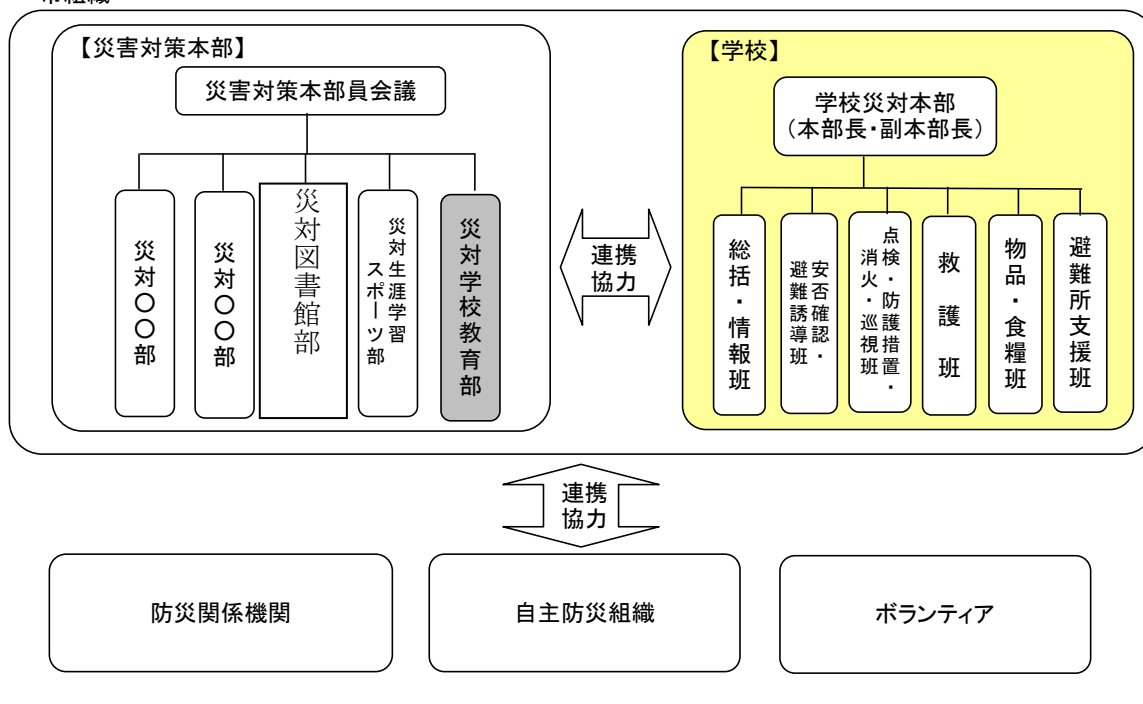 【災害対策本部】
災害対策本部員会議
災対〇〇部
災対〇〇部
災対図書館部
災対生涯学習
スポーツ部
災対学校教育部
連携
協力
【学校】
学校災対本部
（本部長・副本部長）
総括・情報班
安否確認・
避難誘導班
点検・防護措置・
消火・巡視班
救護班
物品・食糧班
避難所支援班
連携
協力
防災関係機関
自主防災組織
ボランティア